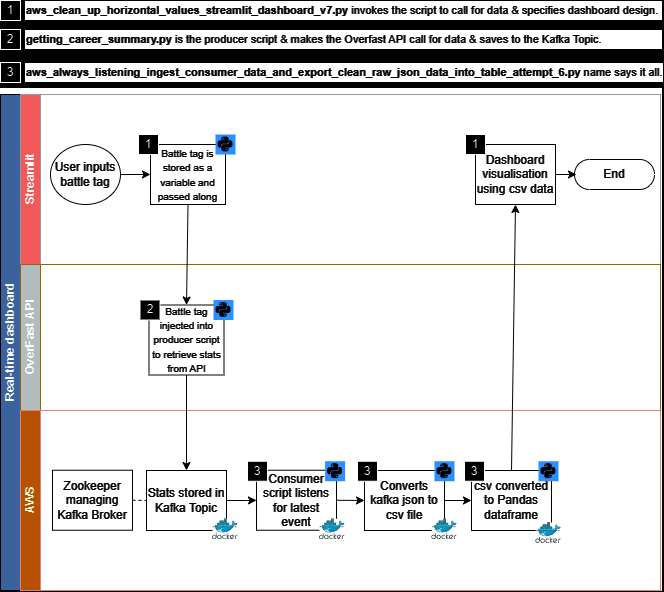 1 aws_clean_up_horizontal_values_streamlit_dashboard_v7.py invokes the script to call for data & specifies dashboard design.
2 getting_career_summary.py is the producer script & makes the Overfast API call for data & saves to the Kafka Topic.
3 aws_always_listening_ingest_consumer_data_and_export_clean_raw_json_data_into_table_attempt_6.py name says it all.
Real-time dashboard
Streamlit
User inputs
battle tag
1
Battle tag is
stored as a
variable and
passed along
1
Dashboard
visualisation
using csv data
End
OverFast API
2
Battle tag
injected into
producer script
to retrieve stats
from API
AWS
Zookeeper
managing
Kafka Broker
Stats stored in
Kafka Topic
docker
3
Consumer
script listens
for latest
event
docker
3
Converts
kafka json to
csv file
docker
3
csv converted
to Pandas
dataframe
docker